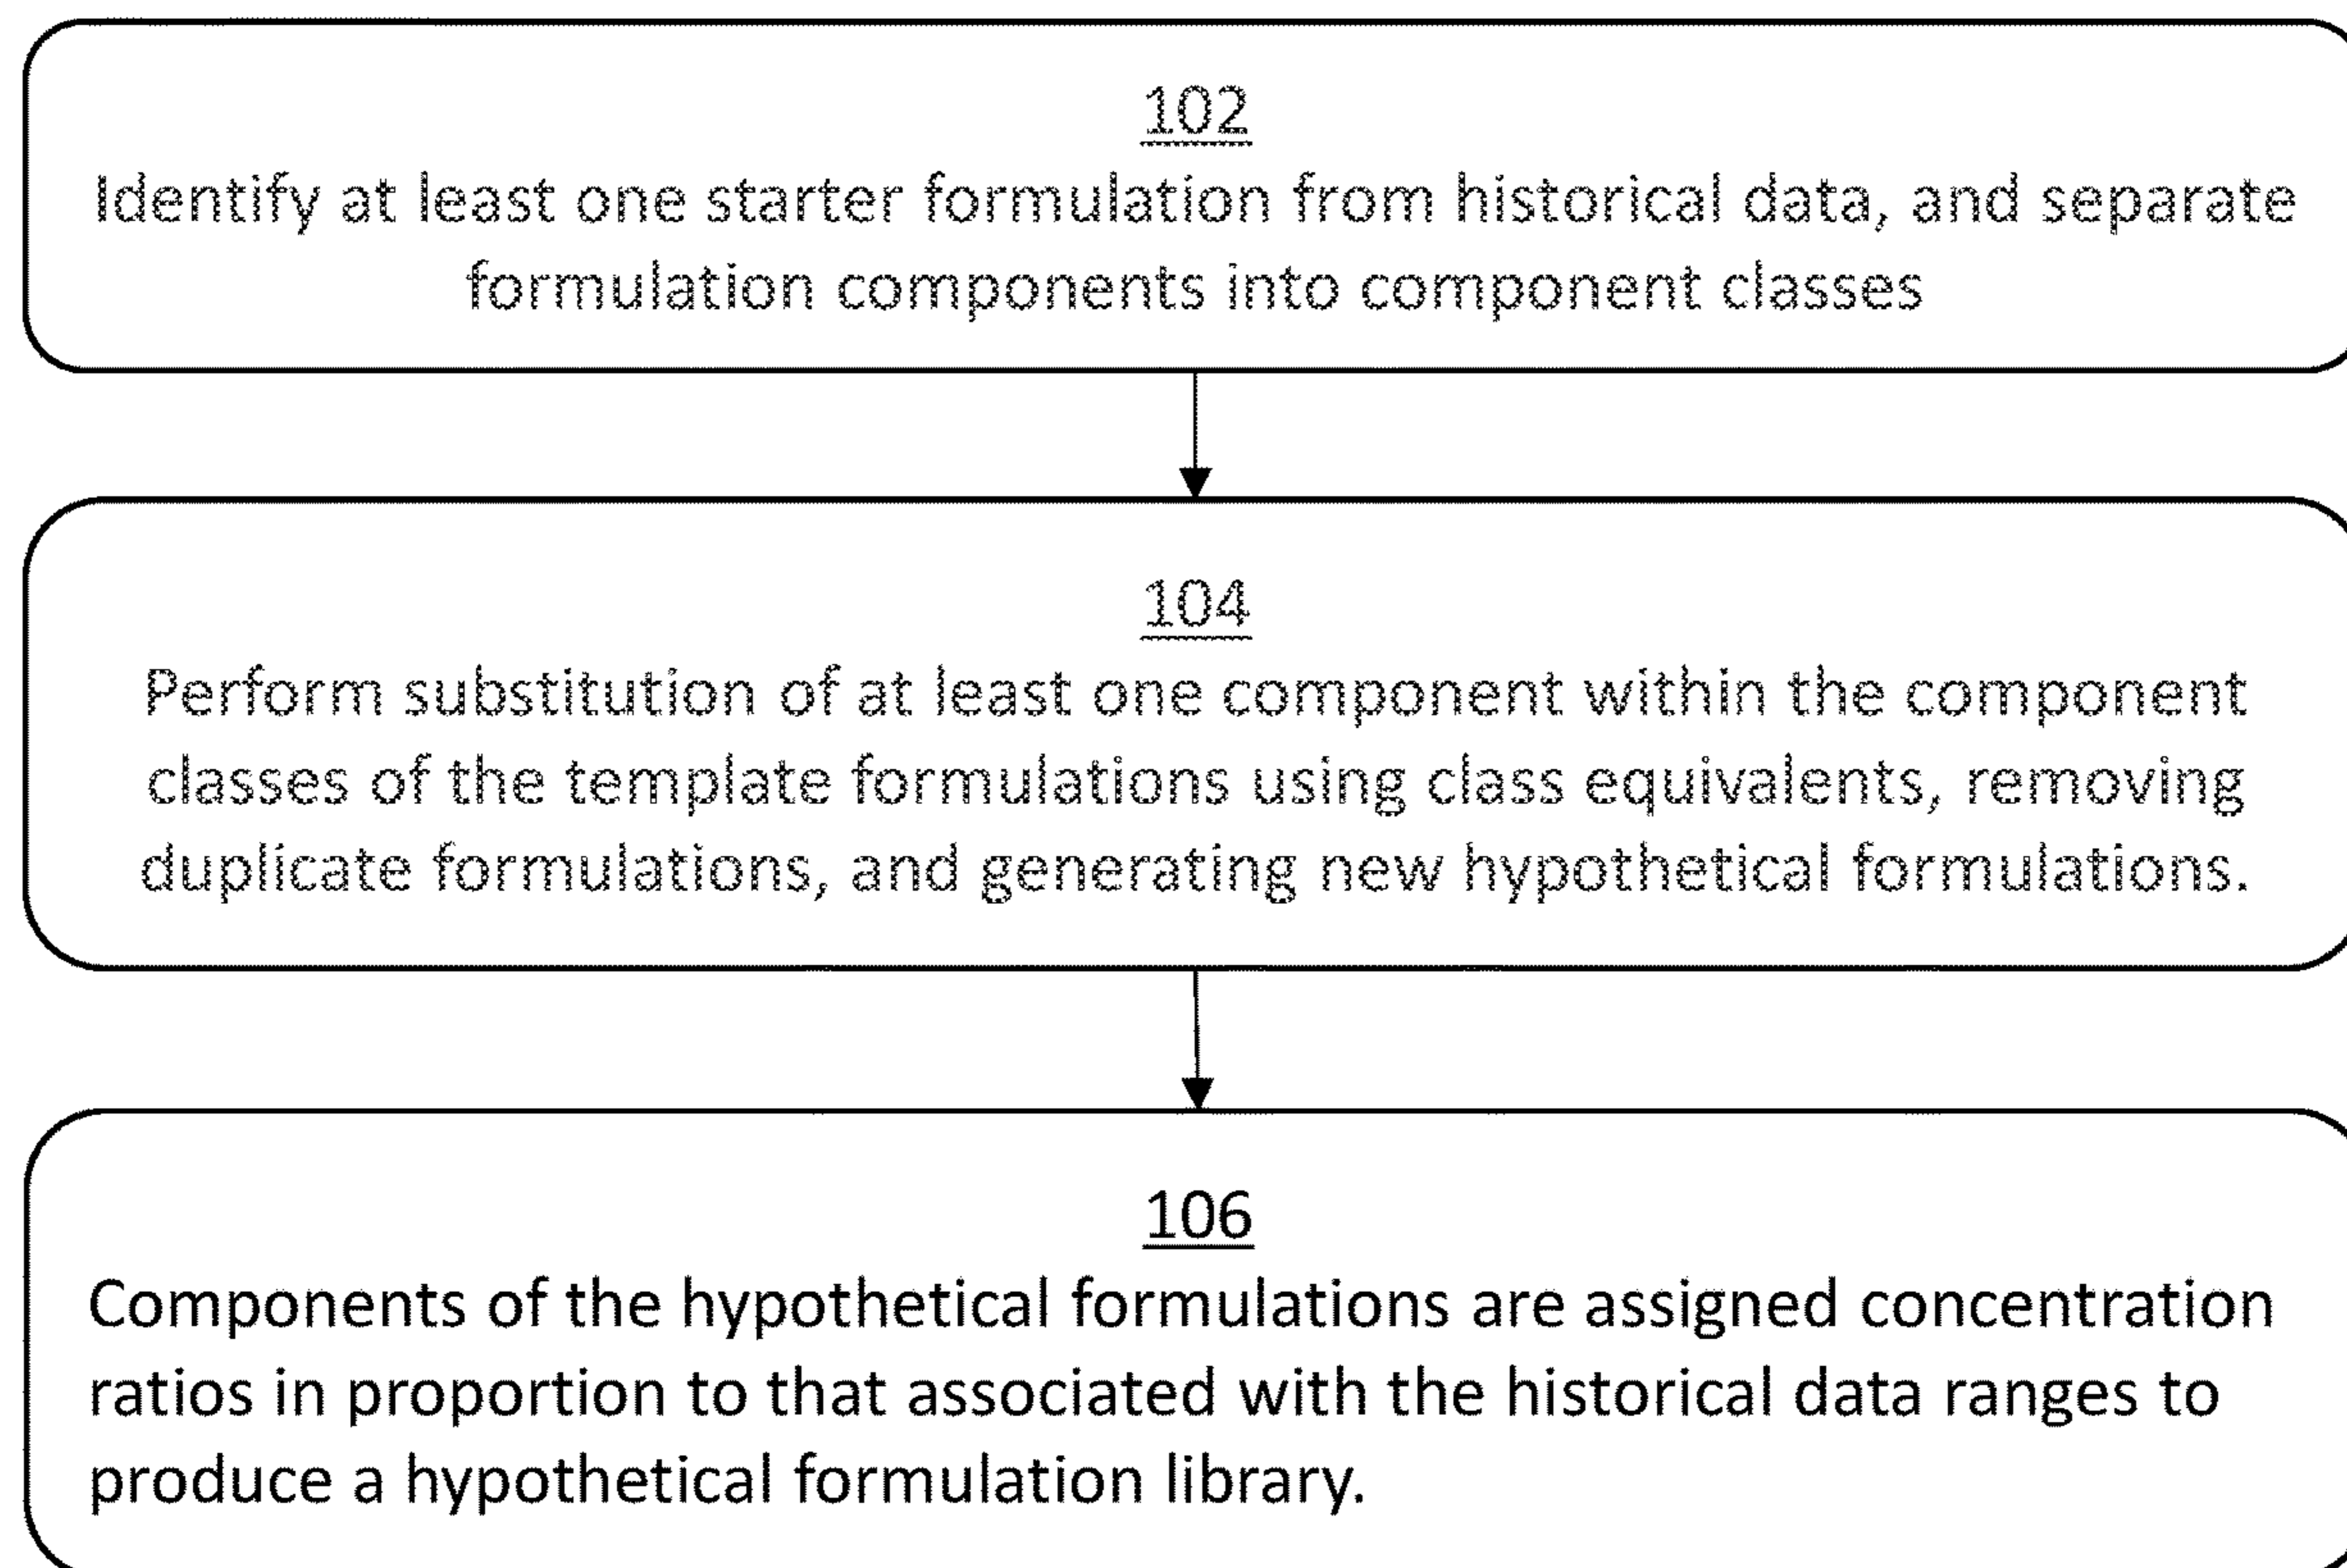 102
Identify at least one starter formulation from historical data, and separate
formulation components into component classes
104
Perform substitution of at least one component within the component
classes of the template formulations using class equivalents, removing
duplicate formulations, and generating new hypothetical formulations.
106
Components of the hypothetical formulations are assigned concentration
ratios in proportion to that associated with the historical data ranges to
produce a hypothetical formulation library.